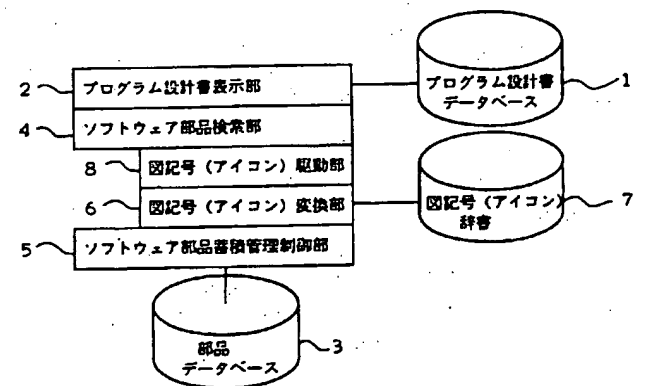 2
プログラム設計書表示部
プログラム設計書
データベース
1
4
ソフトウェア部品検索部
8
図記号（アイコン）駆動部
6
図記号（アイコン）変換部
図記号（アイコン）
辞書
7
5
ソフトウェア部品蓄積管理制御部
部品
データベース
3